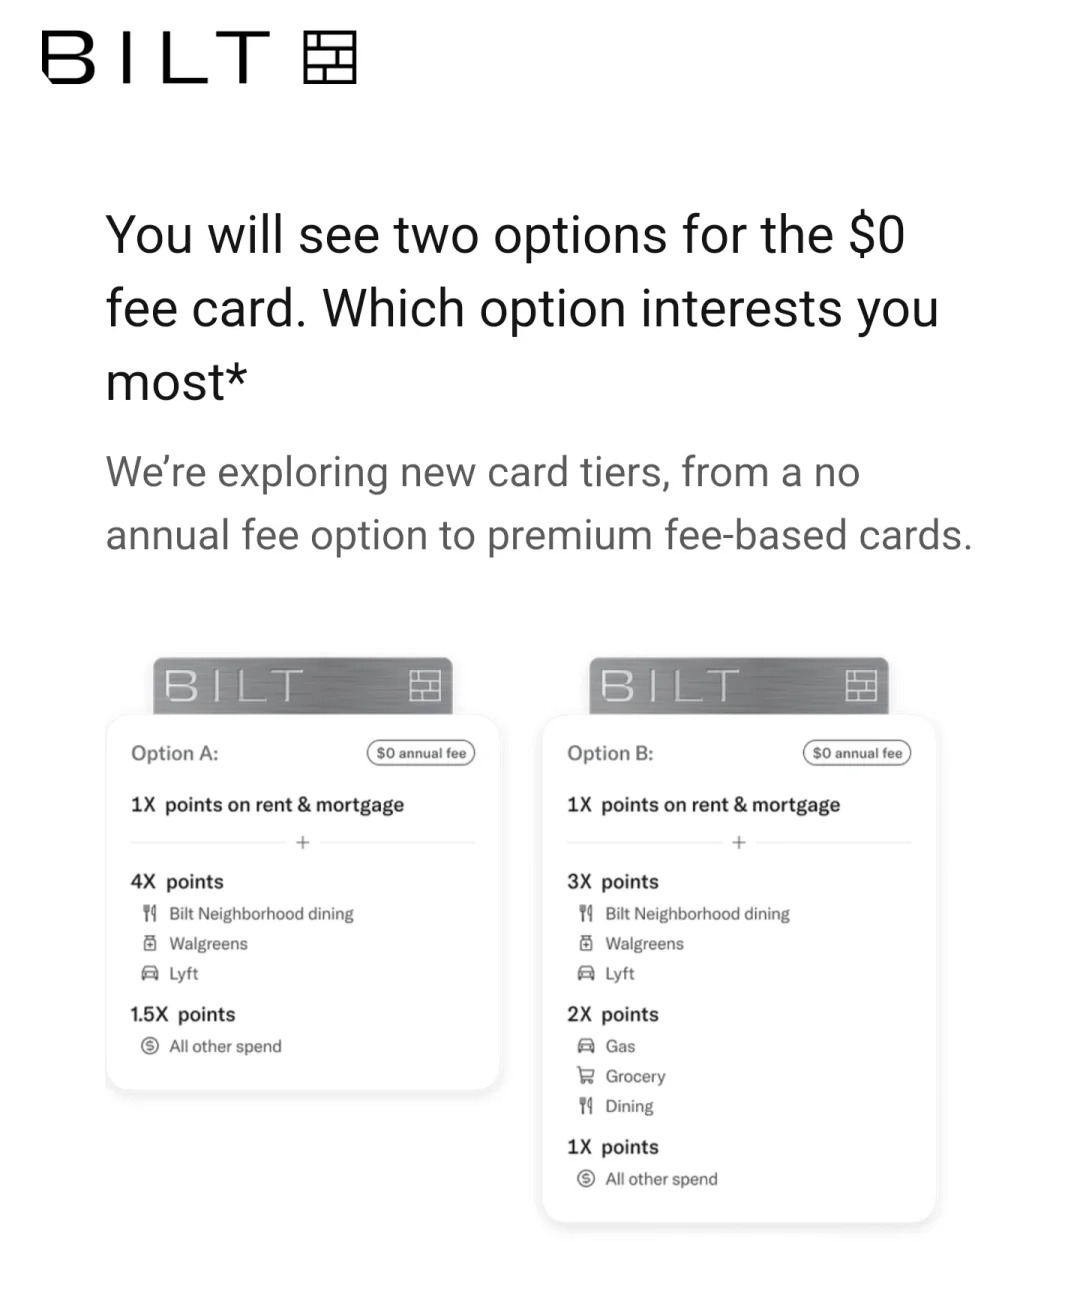 BILT
You will see two options for the $0
fee card. Which option interests you
most*
We’re exploring new card tiers, from a no
annual fee option to premium fee-based cards.
BILT
Option A:
$0 annual fee
1X points on rent & mortgage
+
4X points
Bilt Neighborhood dining
Walgreens
Lyft
1.5X points
All other spend
BILT
Option B:
$0 annual fee
1X points on rent & mortgage
+
3X points
Bilt Neighborhood dining
Walgreens
Lyft
2X points
Gas
Grocery
Dining
1X points
All other spend